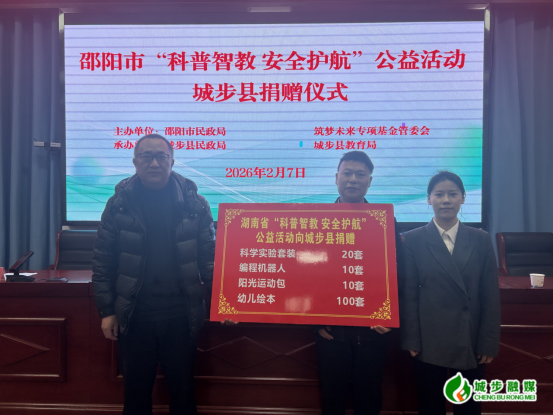 邵阳市“科普智教 安全护航”公益活动
城步县捐赠仪式
主办单位：邵阳市民政局 筑梦未来专项基金管委会
承办 步县民政局 城步县教育局
2026年2月7日
湖南省“科普智教 安全护航”
公益活动向城步县捐赠
科学实验套装 20套
编程机器人 10套
阳光运动包 10套
幼儿绘本 100套
城步融媒
CHENG BU RONG MEI